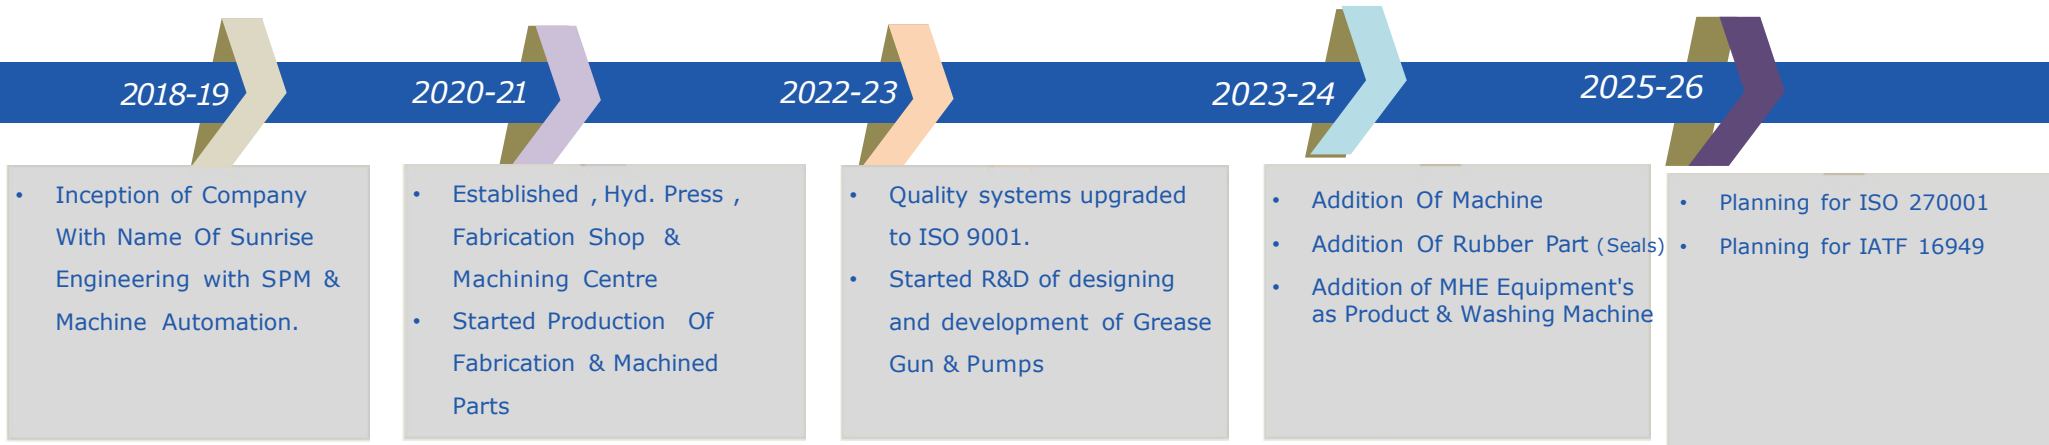 2018-19
2020-21
2022-23
2023-24
2025-26
• Inception of Company
With Name Of Sunrise
Engineering with SPM &
Machine Automation.
• Established , Hyd. Press ,
Fabrication Shop &
Machining Centre
• Started Production Of
Fabrication & Machined
Parts
• Quality systems upgraded
to ISO 9001.
• Started R&D of designing
and development of Grease
Gun & Pumps
• Addition Of Machine
• Addition Of Rubber Part (Seals)
• Addition of MHE Equipment's
as Product & Washing Machine
• Planning for ISO 270001
• Planning for IATF 16949